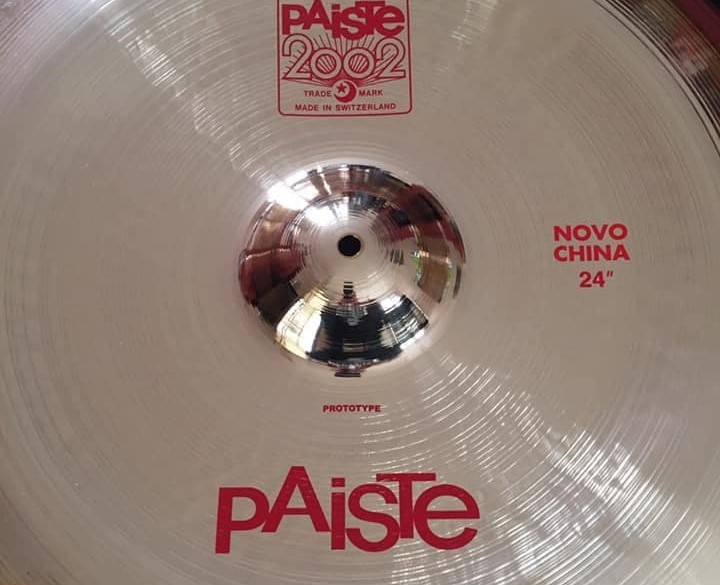 PAiSTe
2002
TRADE MARK
MADE IN SWITZERLAND
NOVO
CHINA
24"
PROTOTYPE
PAiSTe